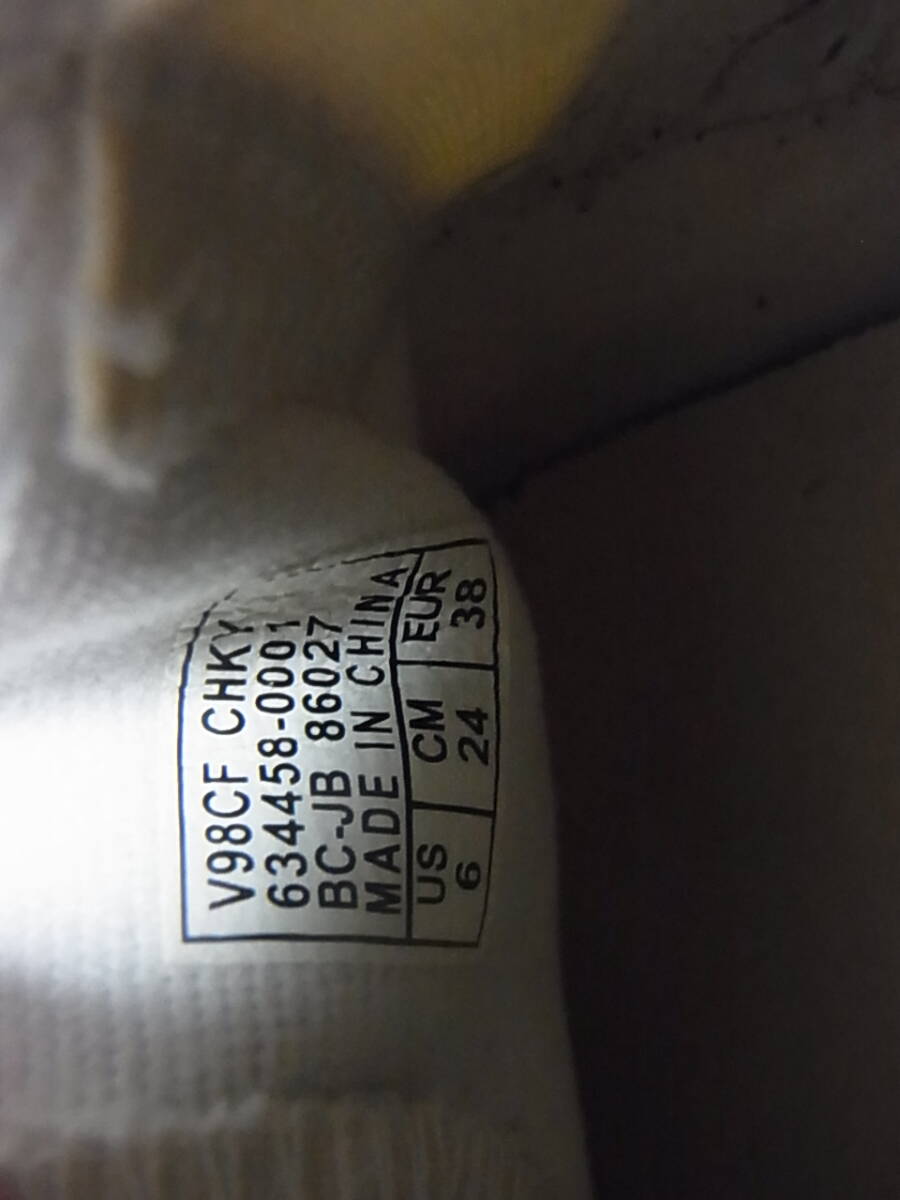 V98CF CHKY
634458-0001
BC-JB 86027
MADE IN CHINA
US CM EUR
6 24 38